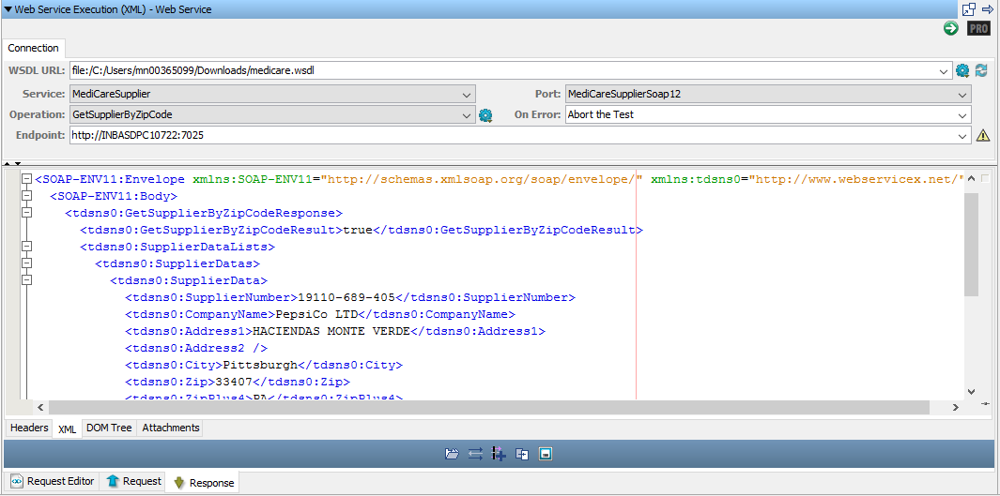 Web Service Execution (XML) - Web Service
PRO
Connection
WSDL URL: file:/C:/Users/mn00365099/Downloads/medicare.wsdl
Service: MediCareSupplier Port: MediCareSupplierSoap12
Operation: GetSupplierByZipCode On Error: Abort the Test
Endpoint: http://INBASDPC10722:7025
<SOAP-ENV11:Envelope xmlns:SOAP-ENV11="http://schemas.xmlsoap.org/soap/envelope/" xmlns:tdsns0="http://www.webservicex.net/"
<SOAP-ENV11:Body>
<tdsns0:GetSupplierByZipCodeResponse>
<tdsns0:GetSupplierByZipCodeResult>true</tdsns0:GetSupplierByZipCodeResult>
<tdsns0:SupplierDataLists>
<tdsns0:SupplierDatas>
<tdsns0:SupplierData>
<tdsns0:SupplierNumber>19110-689-405</tdsns0:SupplierNumber>
<tdsns0:CompanyName>PepsiCo LTD</tdsns0:CompanyName>
<tdsns0:Address1>HACIENDAS MONTE VERDE</tdsns0:Address1>
<tdsns0:Address2 />
<tdsns0:City>Pittsburgh</tdsns0:City>
<tdsns0:Zip>33407</tdsns0:Zip>
<tdsns0:ZipPlus4>PA</tdsns0:ZipPlus4>
Headers XML DOM Tree Attachments
Request Editor Request Response